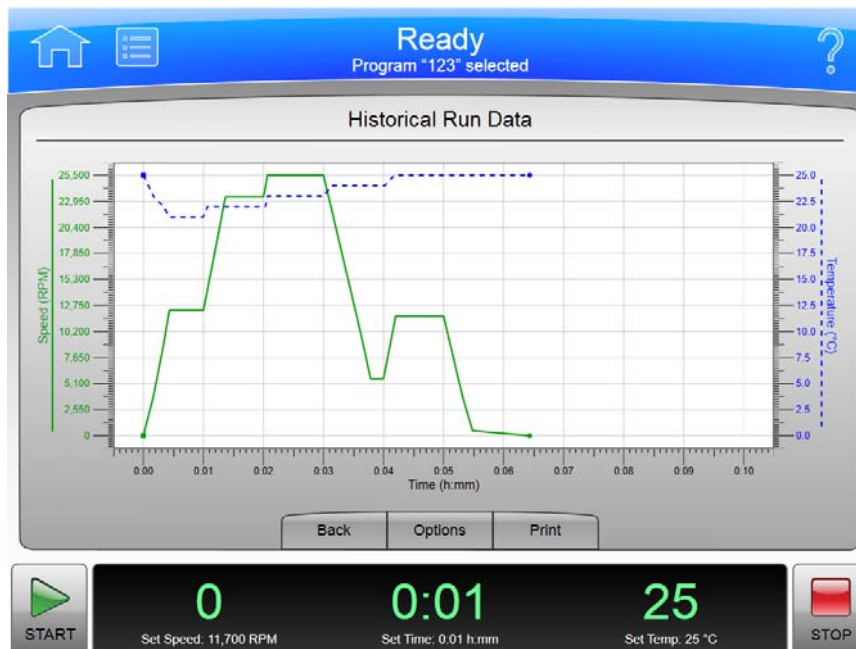 Ready
Program “123” selected
Historical Run Data
25,500
22,950
20,400
17,850
15,300
12,750
10,200
7,650
5,100
2,550
0
Speed (RPM)
25.0
22.5
20.0
17.5
15.0
12.5
10.0
7.5
5.0
2.5
0.0
Temperature (°C)
0:00 0:01 0:02 0:03 0:04 0:05 0:06 0:07 0:08 0:09 0:10
Time (h:mm)
Back Options Print
START
0 0:01 25
Set Speed: 11,700 RPM Set Time: 0:01 h:mm Set Temp: 25 °C
STOP